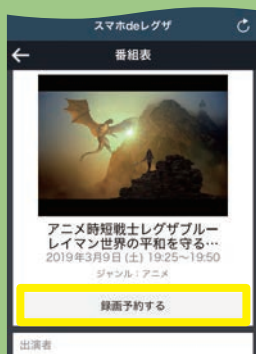 スマホdeレグザ
番組表
アニメ時短戦士レグザブルー
レイマン世界の平和を守る…
2019年3月9日 (土) 19:25～19:50
ジャンル：アニメ
録画予約する
出演者